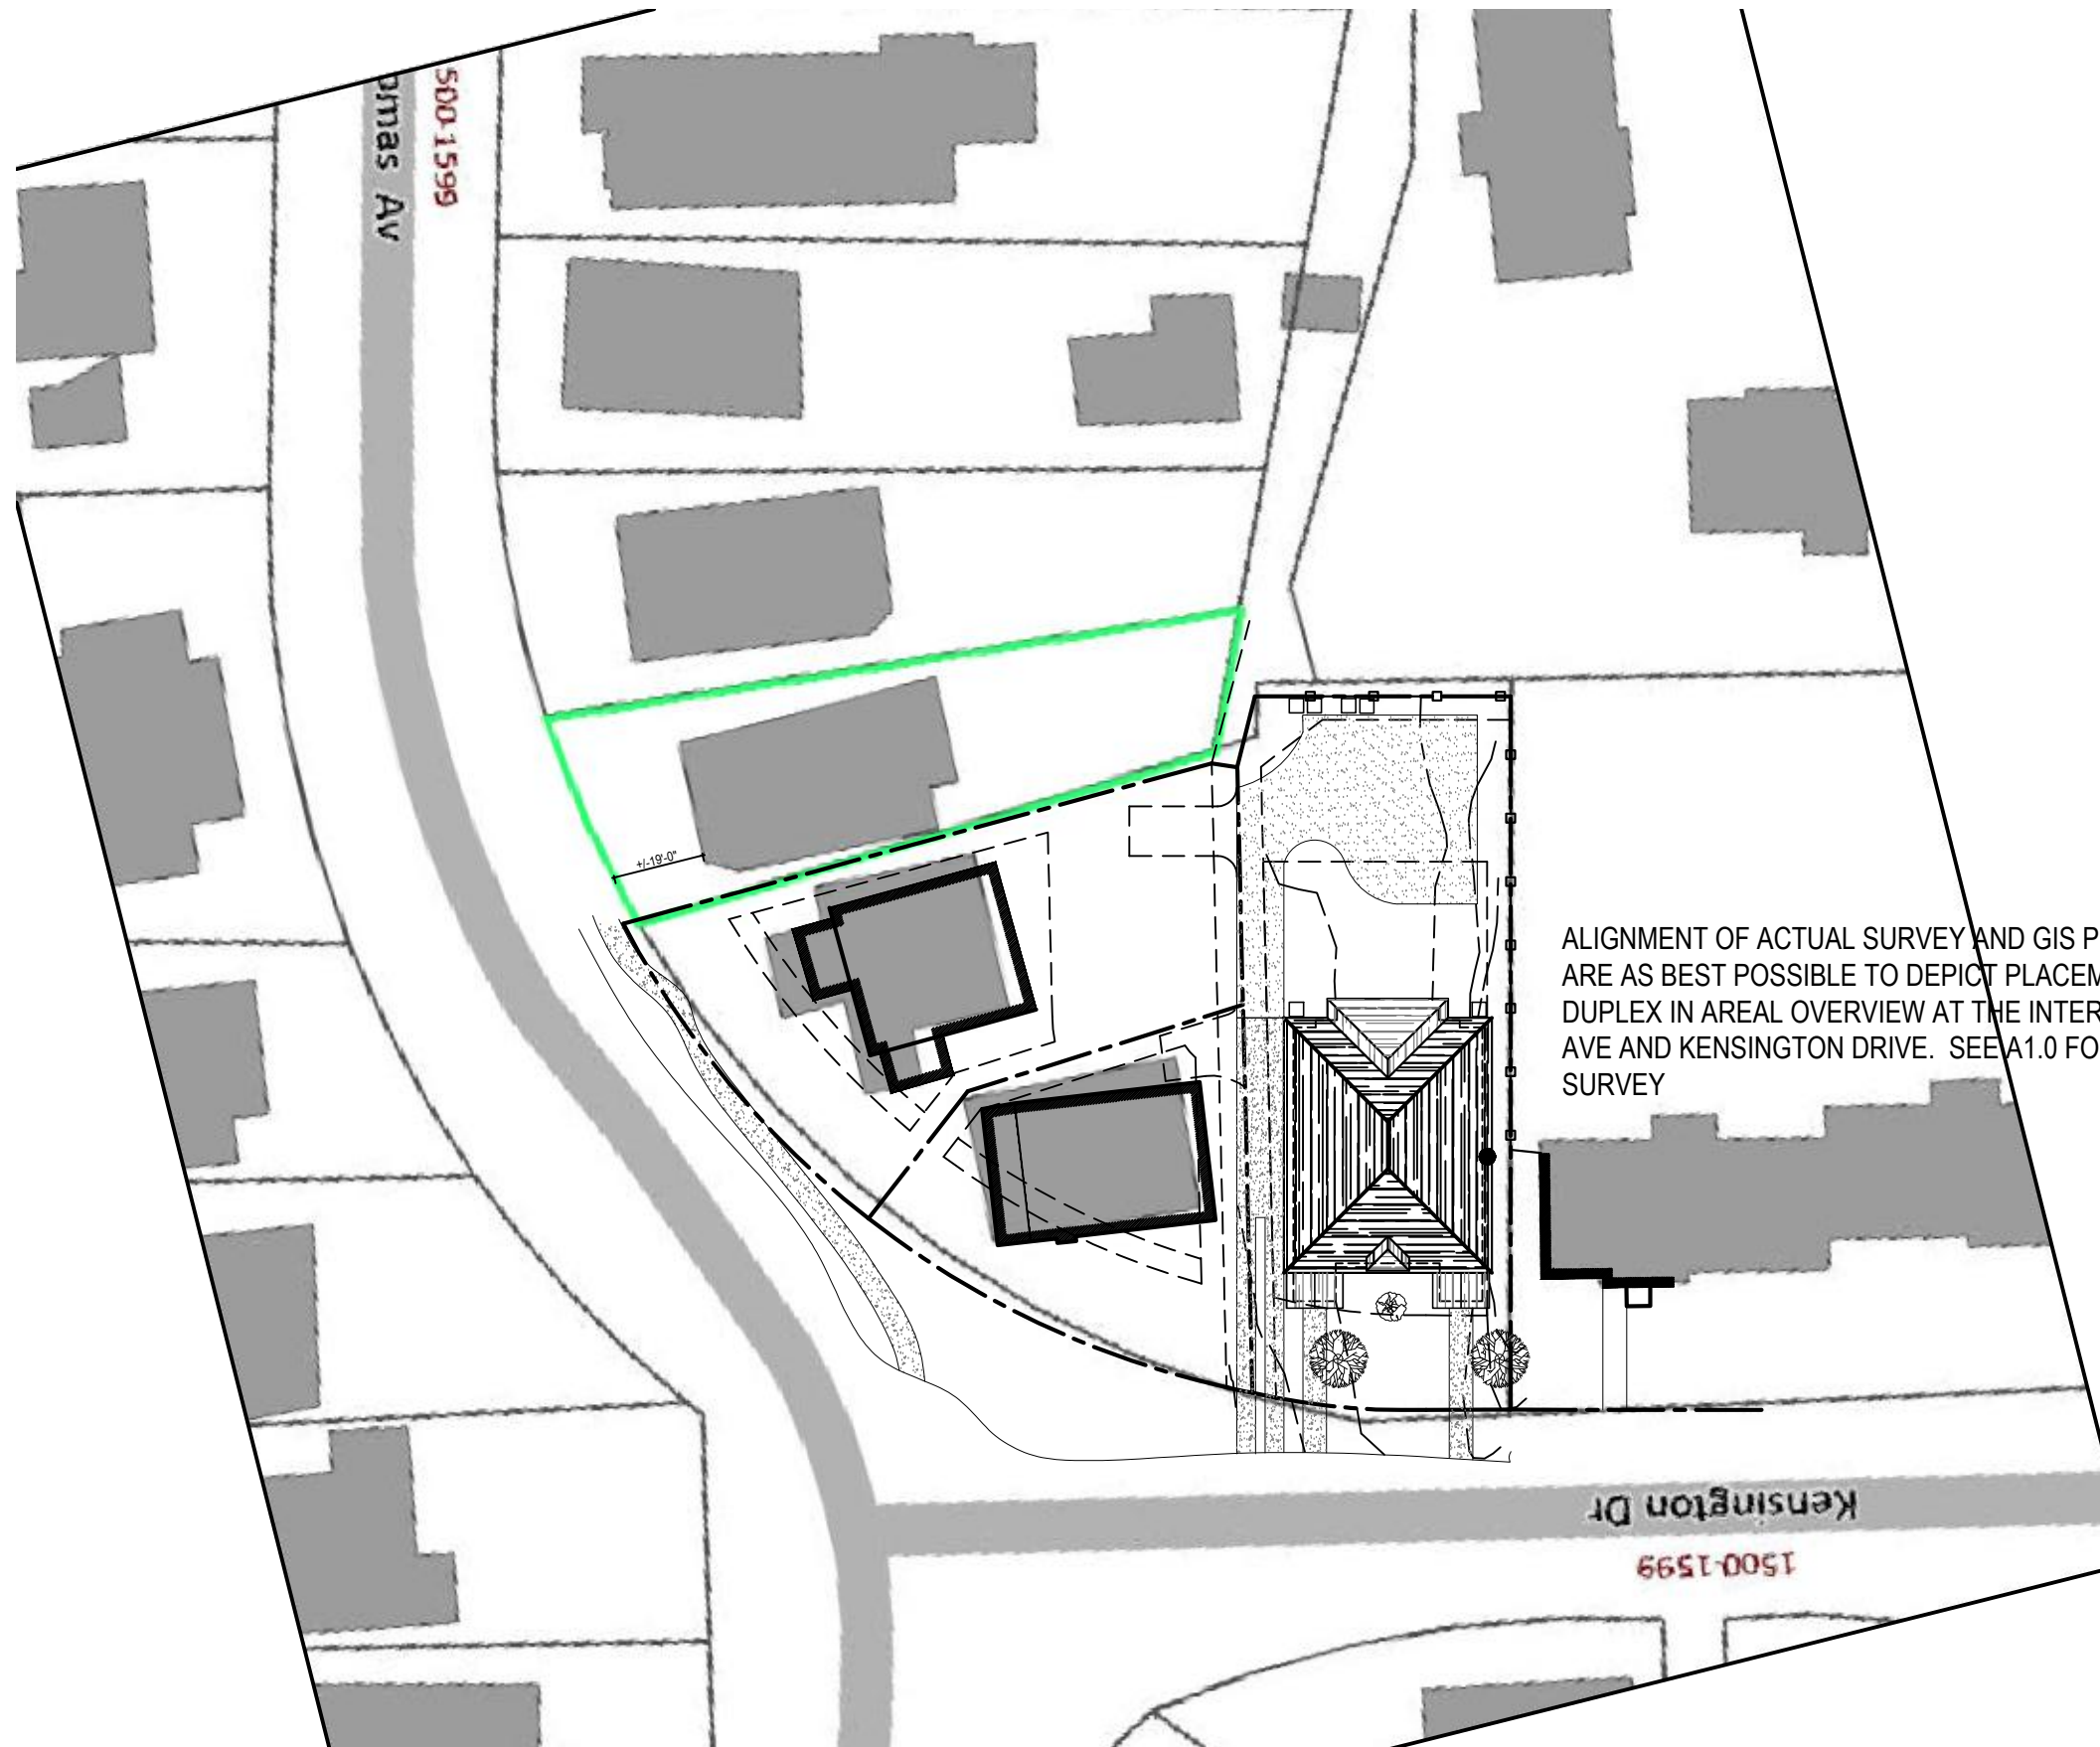 500-1599
omas Av
+/-19'-0"
ALIGNMENT OF ACTUAL SURVEY AND GIS P
ARE AS BEST POSSIBLE TO DEPICT PLACEM
DUPLEX IN AREAL OVERVIEW AT THE INTER
AVE AND KENSINGTON DRIVE. SEE A1.0 FO
SURVEY
Kensington Dr
1500-1599